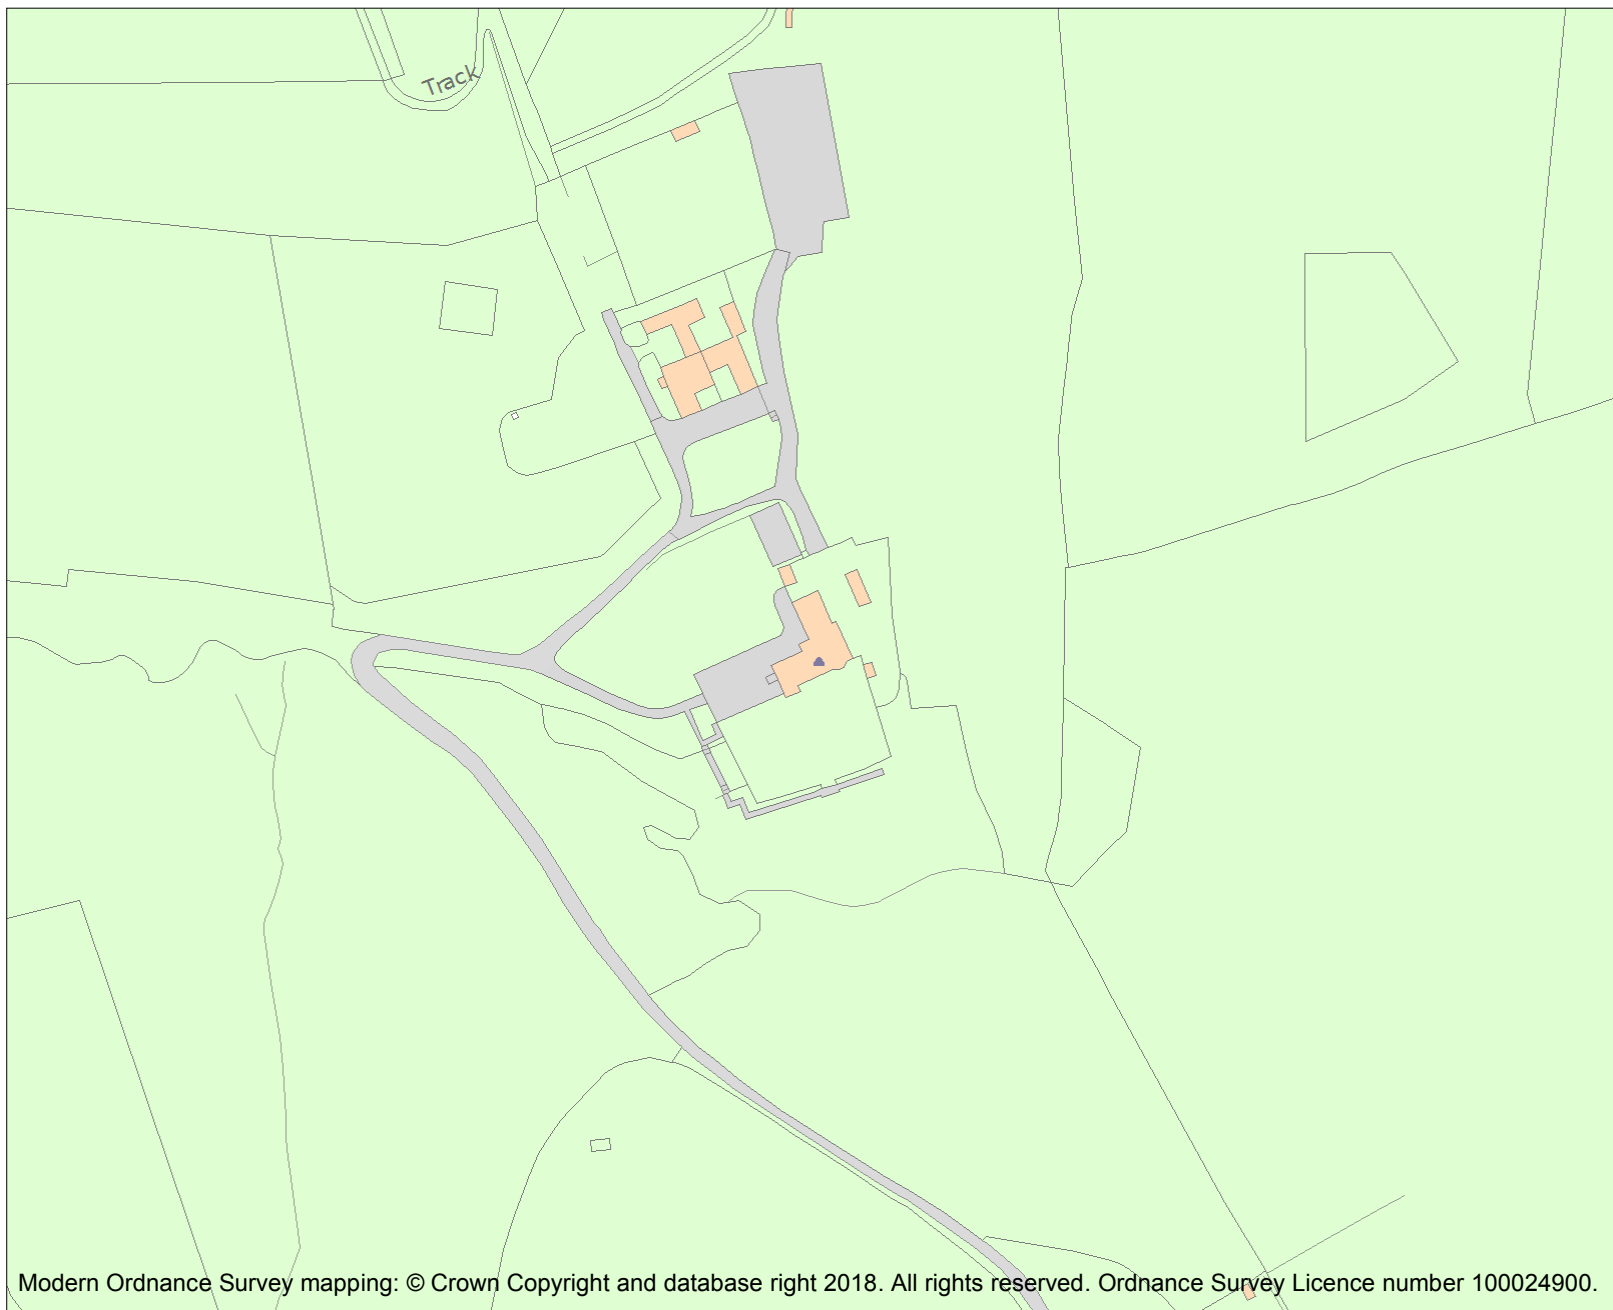 Track
Modern Ordnance Survey mapping: © Crown Copyright and database right 2018. All rights reserved. Ordnance Survey Licence number 100024900.